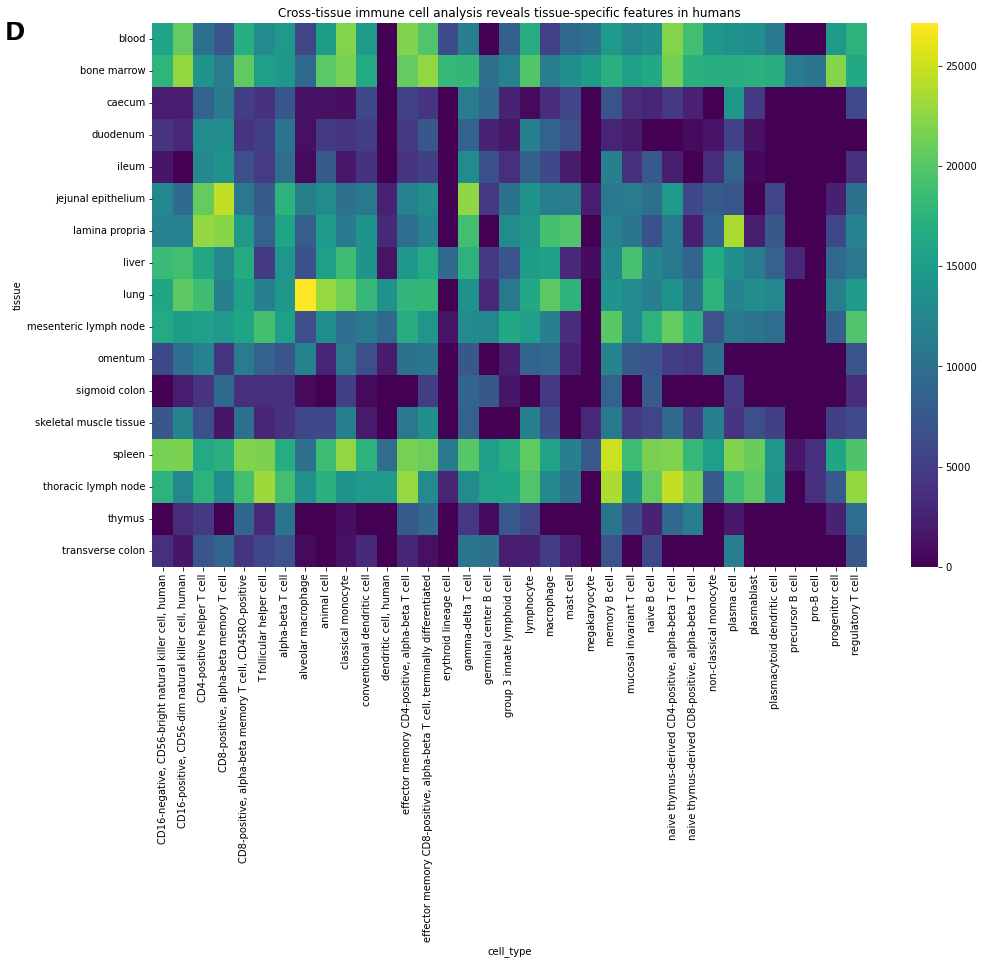 D
Cross-tissue immune cell analysis reveals tissue-specific features in humans
tissue
blood
bone marrow
caecum
duodenum
ileum
jejunal epithelium
lamina propria
liver
lung
mesenteric lymph node
omentum
sigmoid colon
skeletal muscle tissue
spleen
thoracic lymph node
thymus
transverse colon
CD16-negative, CD56-bright natural killer cell, human
CD16-positive, CD56-dim natural killer cell, human
CD4-positive helper T cell
CD8-positive, alpha-beta memory T cell
CD8-positive, alpha-beta memory T cell, CD45RO-positive
T follicular helper cell
alpha-beta T cell
alveolar macrophage
animal cell
classical monocyte
conventional dendritic cell
dendritic cell, human
effector memory CD4-positive, alpha-beta T cell
effector memory CD8-positive, alpha-beta T cell, terminally differentiated
erythroid lineage cell
gamma-delta T cell
germinal center B cell
group 3 innate lymphoid cell
lymphocyte
macrophage
mast cell
megakaryocyte
memory B cell
mucosal invariant T cell
naive B cell
naive thymus-derived CD4-positive, alpha-beta T cell
naive thymus-derived CD8-positive, alpha-beta T cell
non-classical monocyte
plasma cell
plasmablast
plasmacytoid dendritic cell
precursor B cell
pro-B cell
progenitor cell
regulatory T cell
cell_type
25000
20000
15000
10000
5000
0